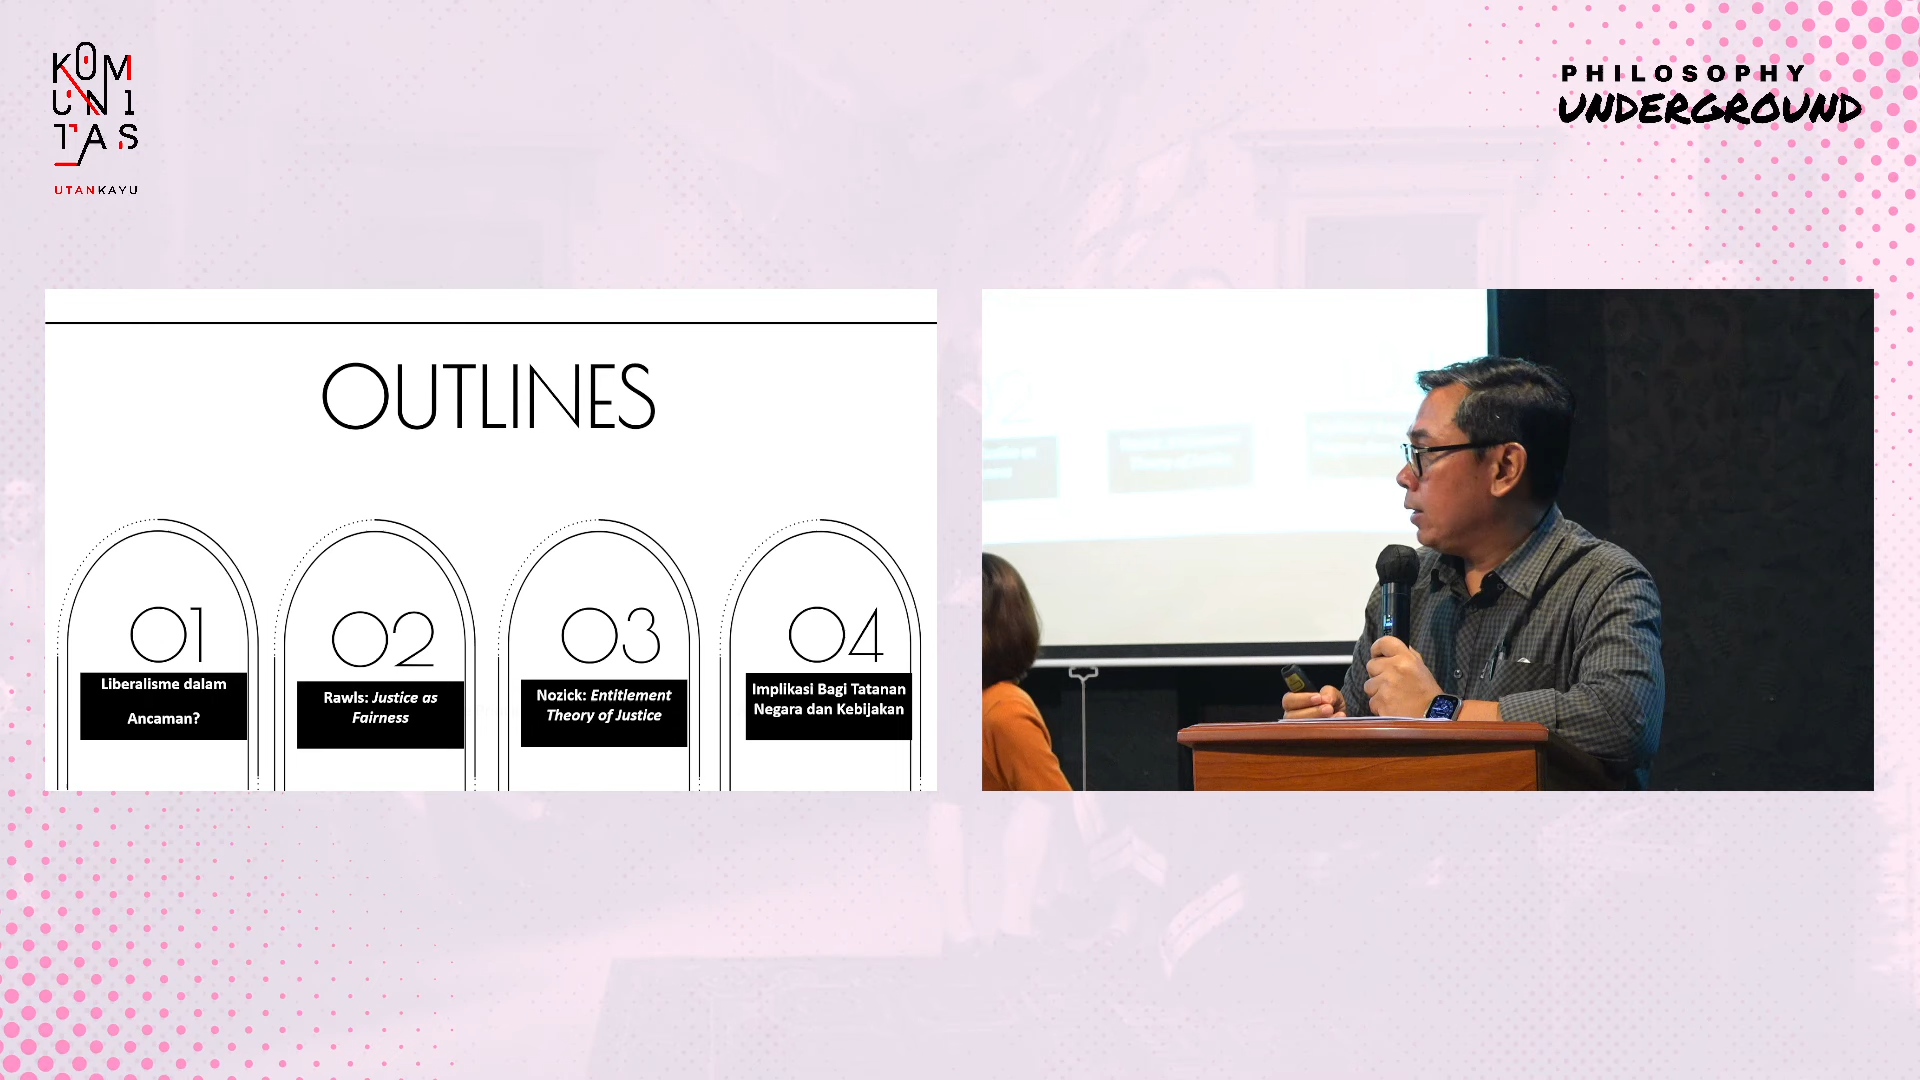 KOM
UNI
TAS
UTANKAYU
PHILOSOPHY
UNDERGROUND
OUTLINES
01
Liberalisme dalam
Ancaman?
02
Rawls: Justice as
Fairness
03
Nozick: Entitlement
Theory of Justice
04
Implikasi Bagi Tatanan
Negara dan Kebijakan